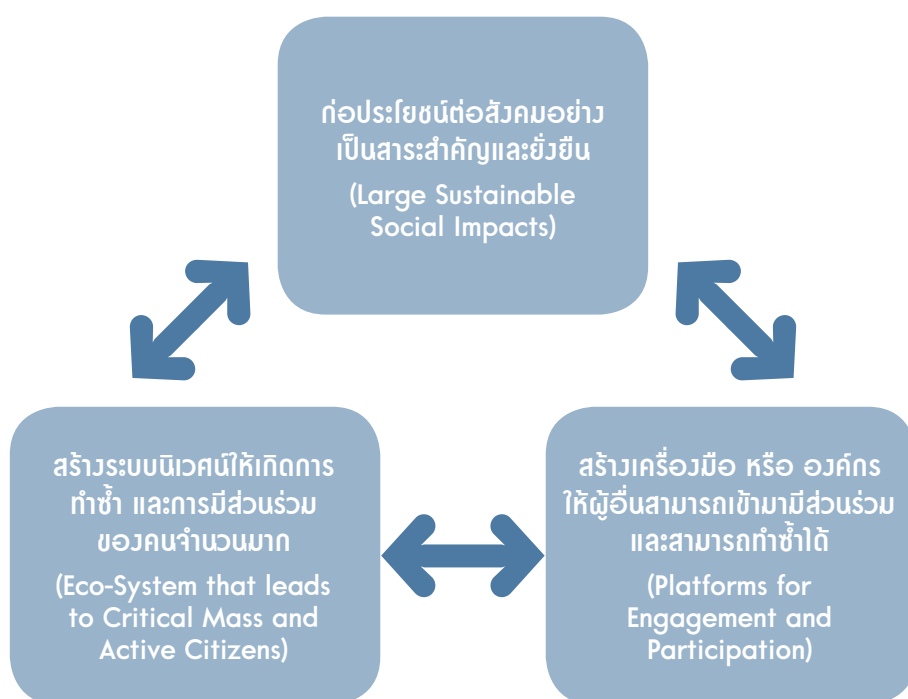 ก่อประโยชน์ต่อสังคมอย่าง
เป็นสาระสำคัญและยั่งยืน
(Large Sustainable
Social Impacts)
สร้างระบบนิเวศน์ให้เกิดการ
ทำซ้ำ และการมีส่วนร่วม
ของคนจำนวนมาก
(Eco-System that leads
to Critical Mass and
Active Citizens)
สร้างเครื่องมือ หรือ องค์กร
ให้ผู้อื่นสามารถเข้ามามีส่วนร่วม
และสามารถทำซ้ำได้
(Platforms for
Engagement and
Participation)